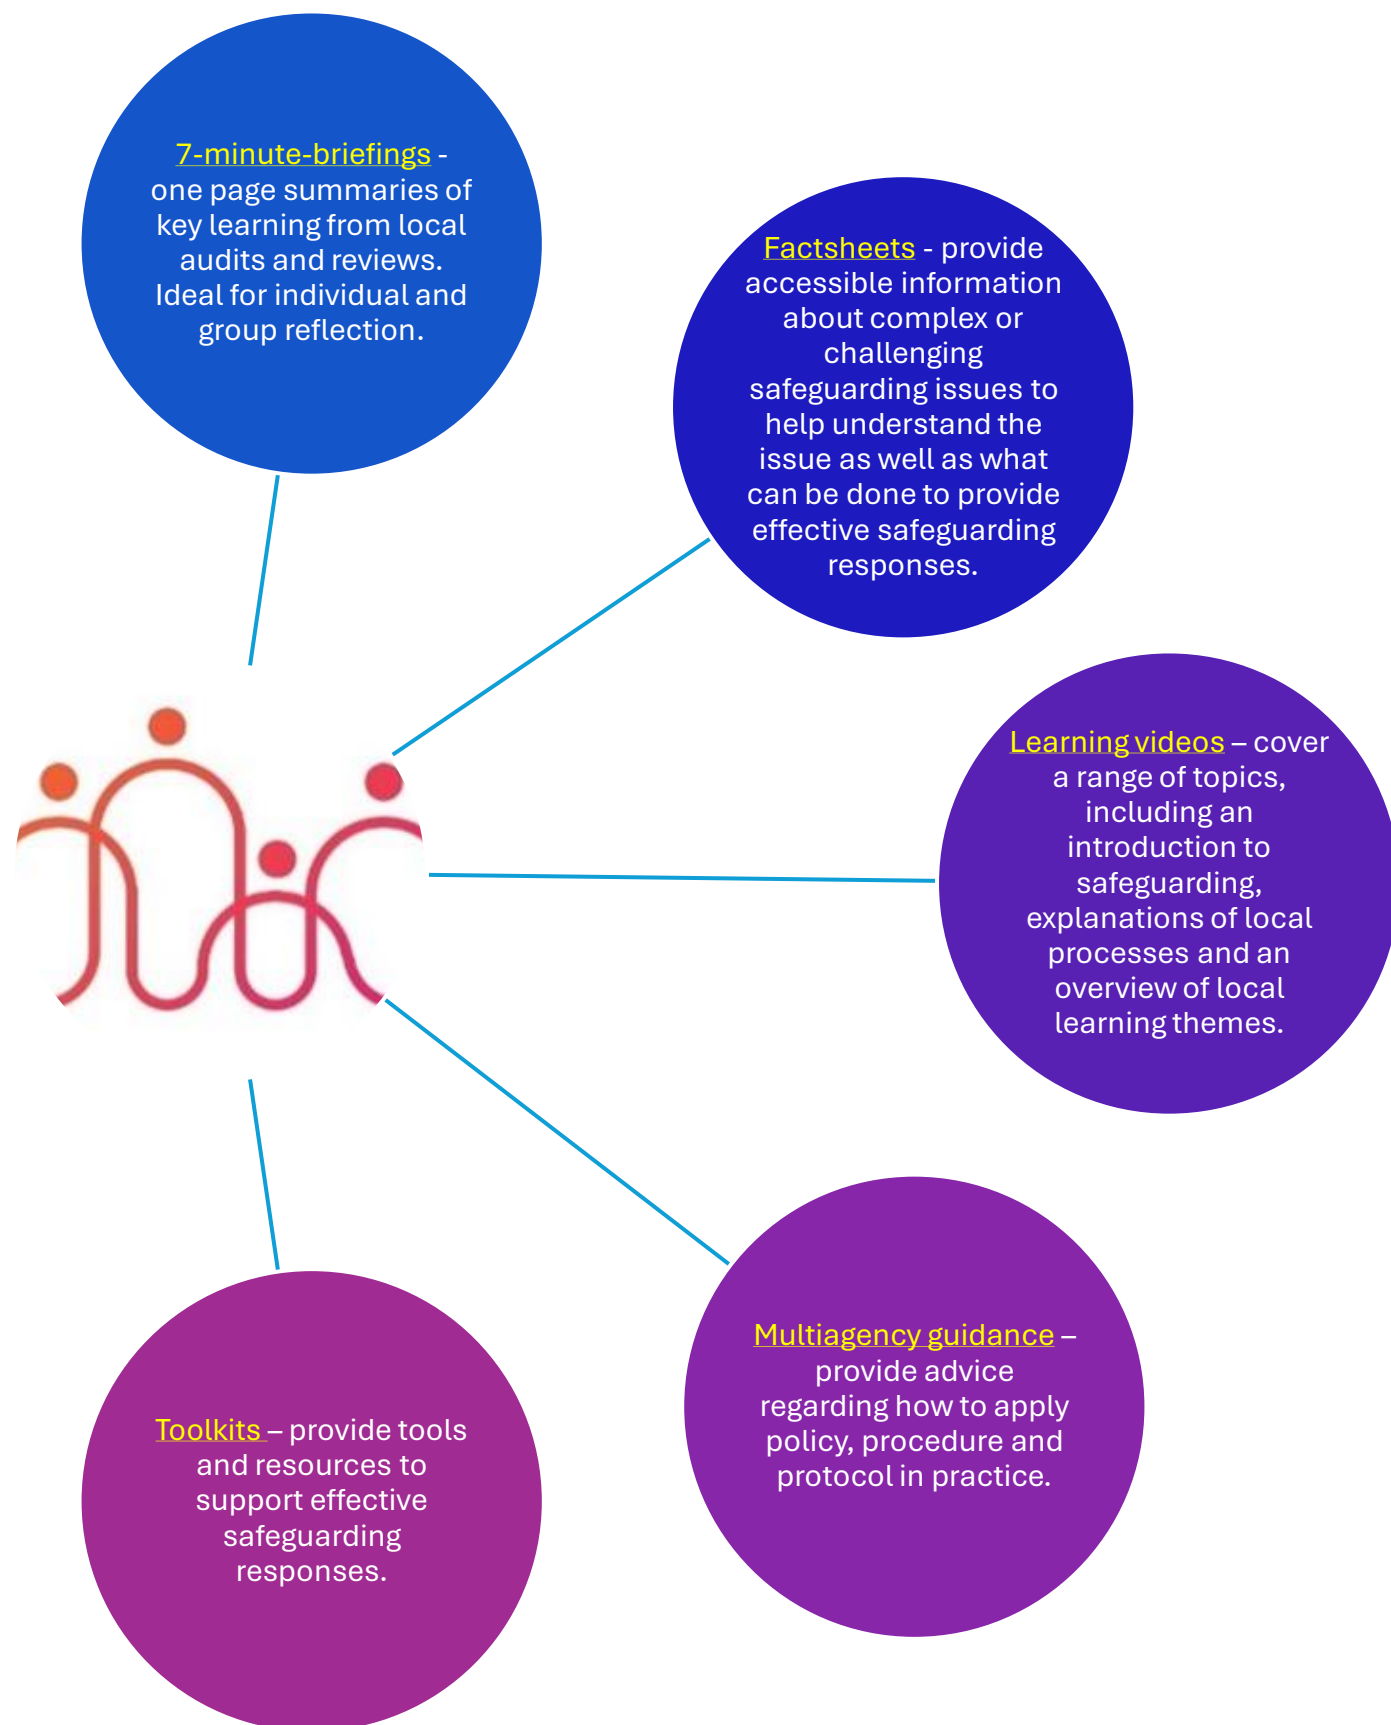 7-minute-briefings -
one page summaries of
key learning from local
audits and reviews.
Ideal for individual and
group reflection.
Factsheets - provide
accessible information
about complex or
challenging
safeguarding issues to
help understand the
issue as well as what
can be done to provide
effective safeguarding
responses.
Learning videos – cover
a range of topics,
including an
introduction to
safeguarding,
explanations of local
processes and an
overview of local
learning themes.
Multiagency guidance –
provide advice
regarding how to apply
policy, procedure and
protocol in practice.
Toolkits – provide tools
and resources to
support effective
safeguarding
responses.